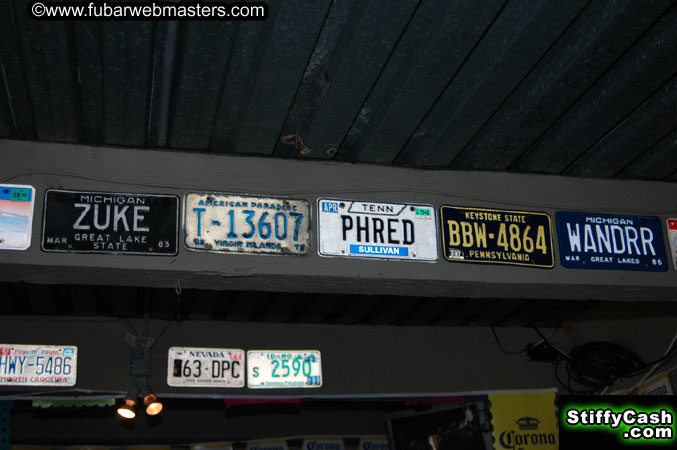 ©www.fubarwebmasters.com
MICHIGAN
ZUKE
MAR GREAT LAKE 83
STATE
AMERICAN PARADISE
T-13607
VIRGIN ISLANDS
APR TENN
PHRED
SULLIVAN
KEYSTONE STATE
BBW-4864
PENNSYLVANIA
MICHIGAN
WANDRR
MAR GREAT LAKES
HWY-5486
NORTH CAROLINA
NEVADA
63·DPC
S 2590
Corona
Corona
StiffyCash
.com